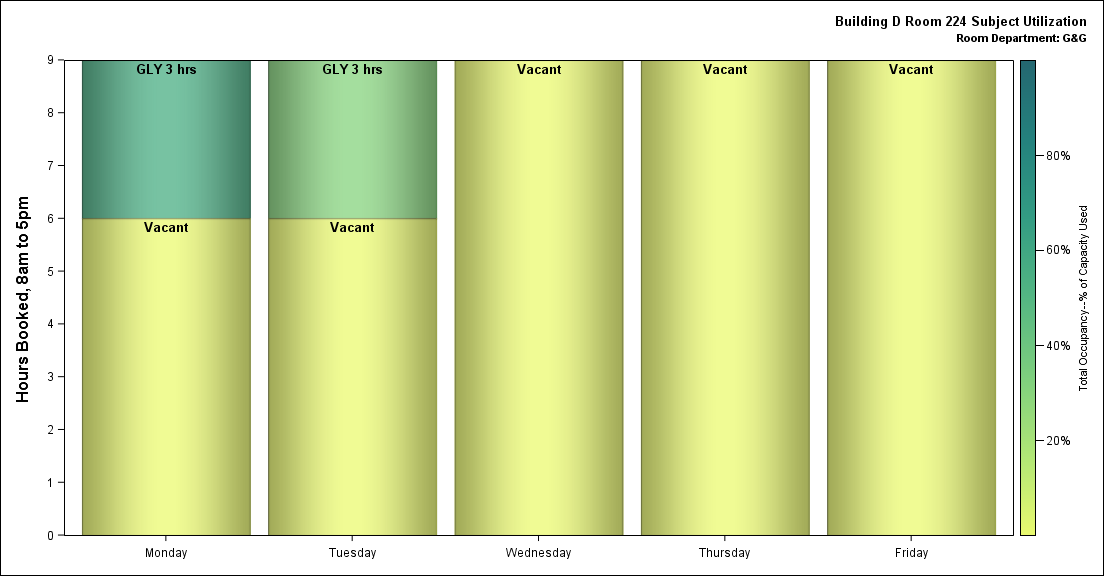 Building D Room 224 Subject Utilization
Room Department: G&G
Hours Booked, 8am to 5pm
9
8
7
6
5
4
3
2
1
0
GLY 3 hrs
GLY 3 hrs
Vacant
Vacant
Vacant
Vacant
Vacant
Monday
Tuesday
Wednesday
Thursday
Friday
80%
60%
40%
20%
Total Occupancy--% of Capacity Used